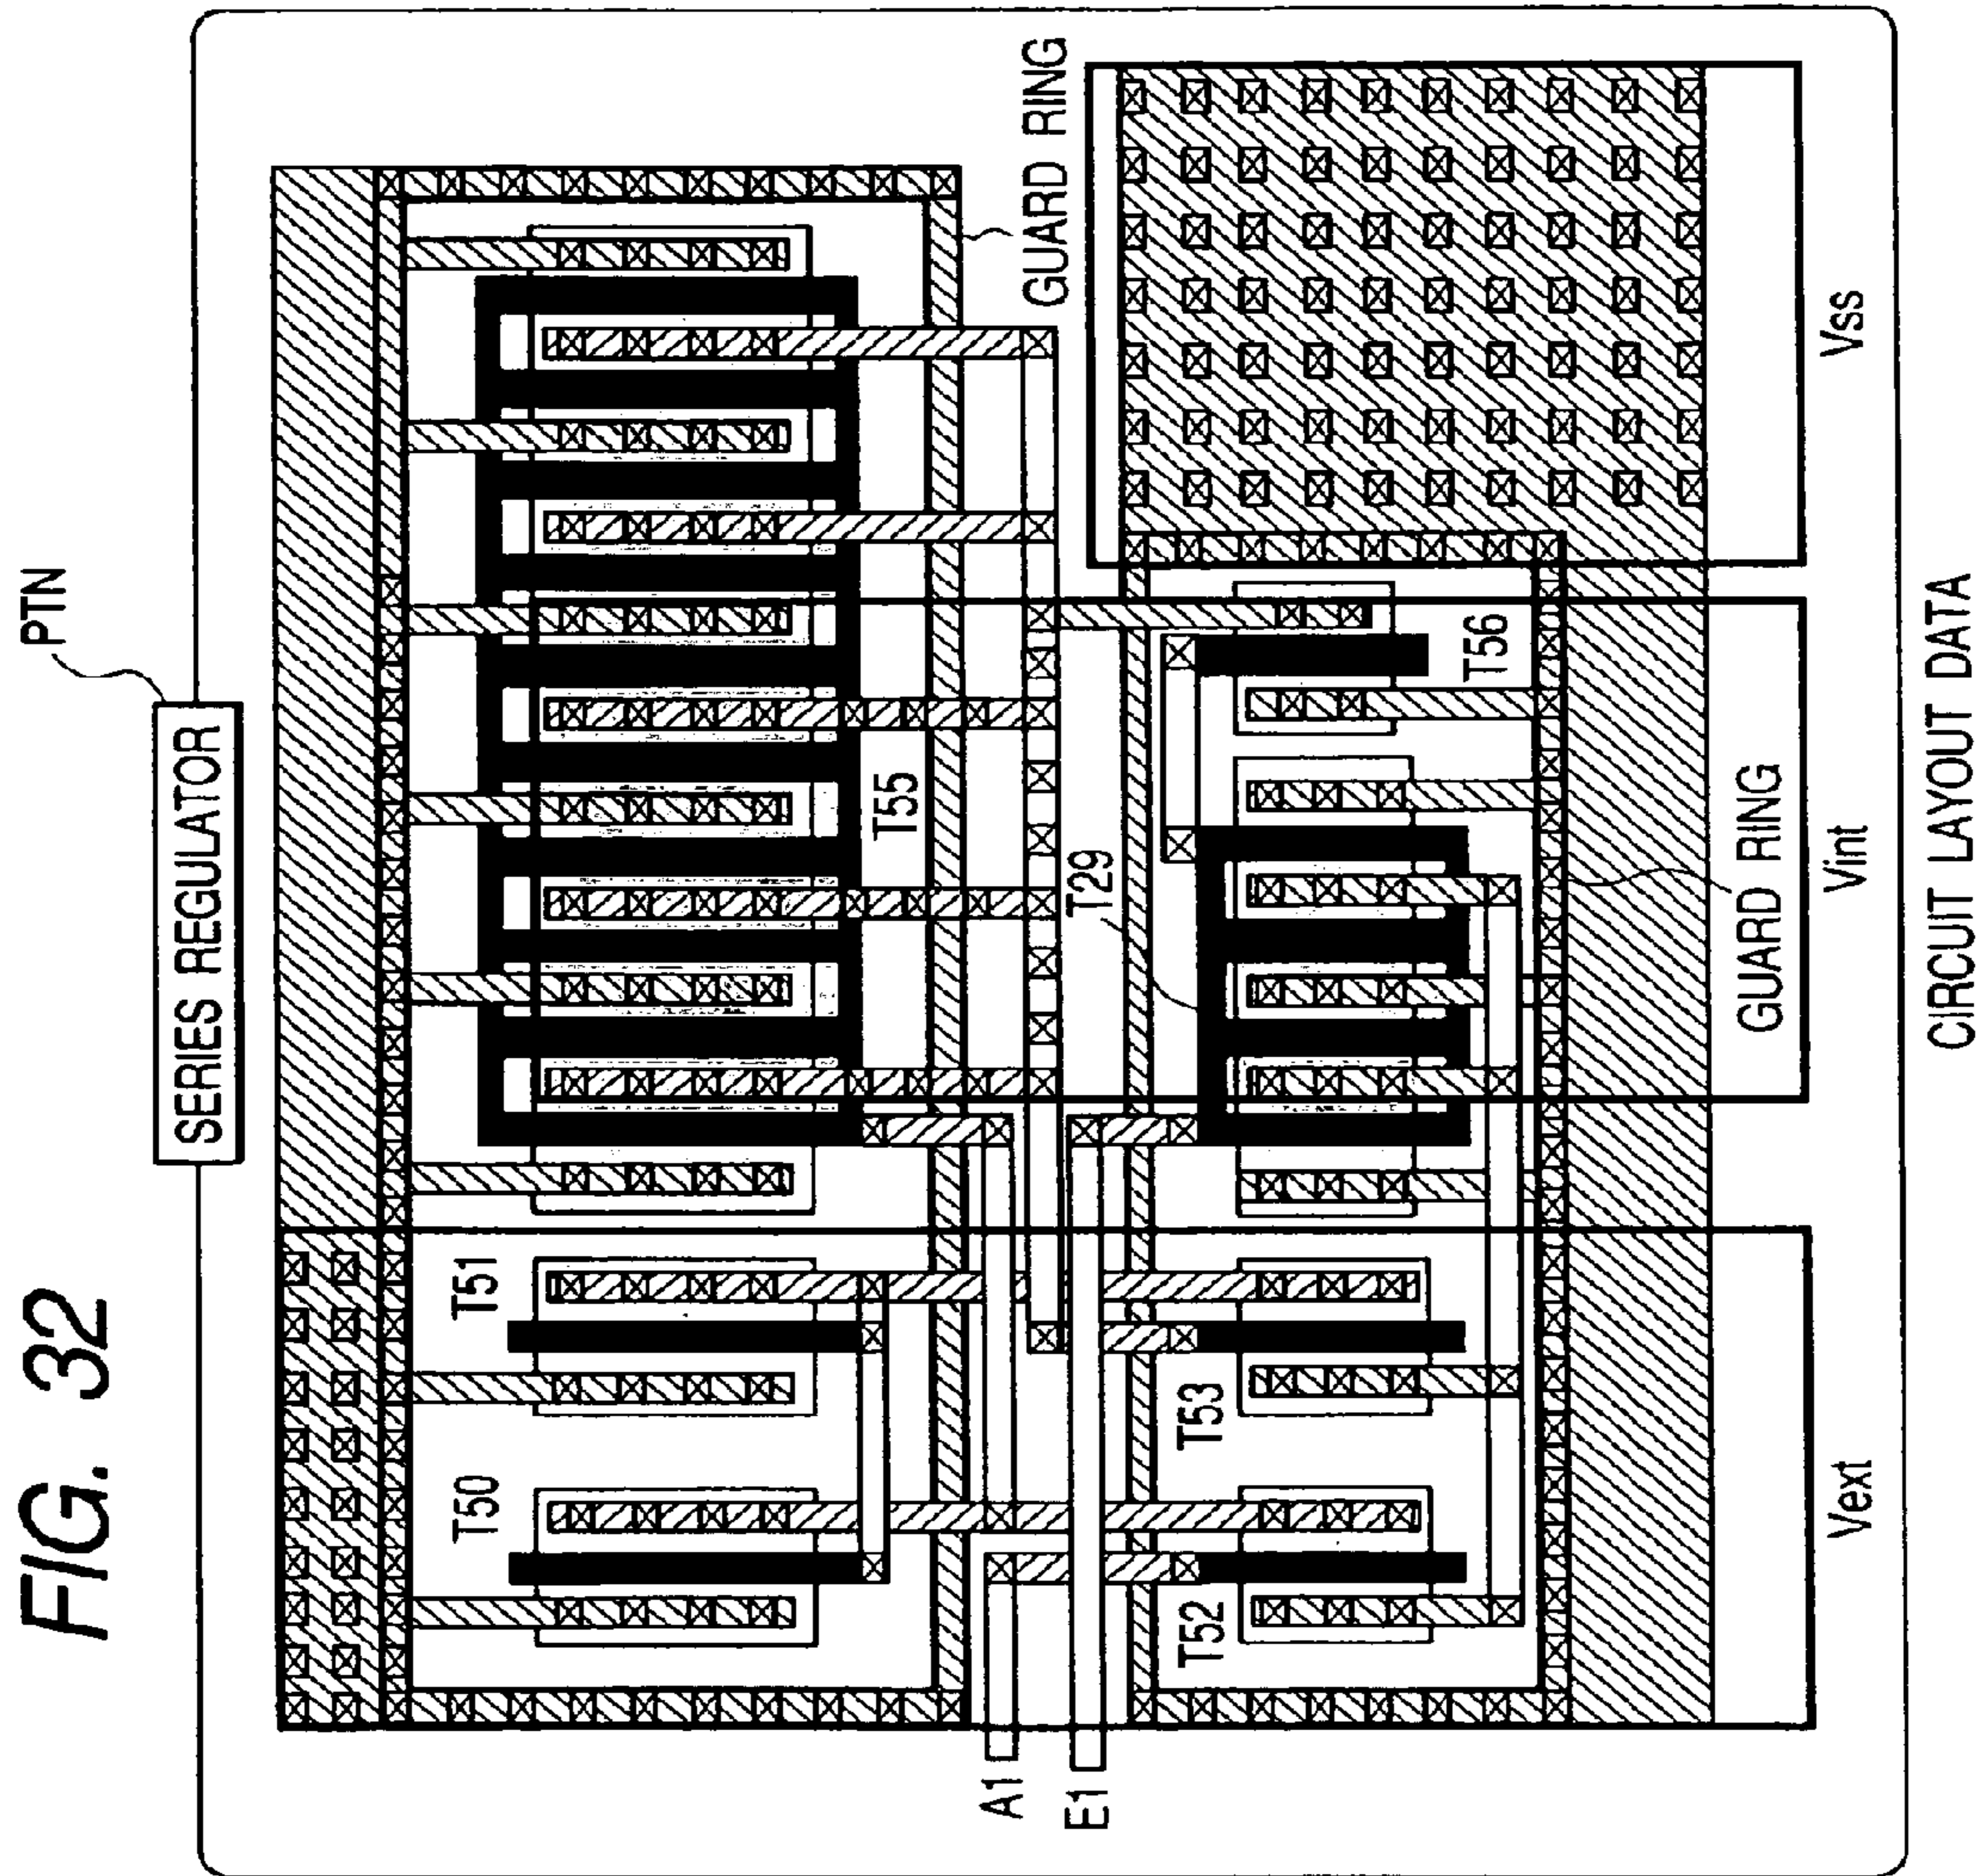 FIG. 32
PTN
SERIES REGULATOR
GUARD RING
T50
T51
T55
T29
T52
T53
T56
A1
E1
GUARD RING
Vext
Vint
Vss
CIRCUIT LAYOUT DATA